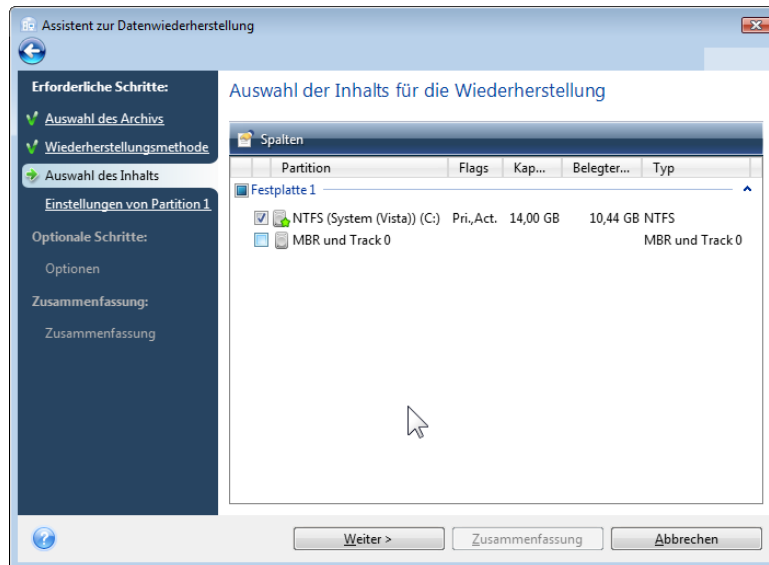 Assistent zur Datenwiederherstellung
Erforderliche Schritte:
Auswahl des Archivs
Wiederherstellungsmethode
Auswahl des Inhalts
Einstellungen von Partition 1
Optionale Schritte:
Optionen
Zusammenfassung:
Zusammenfassung
Auswahl der Inhalts für die Wiederherstellung
Spalten
Partition Flags Kap... Belegter... Typ
Festplatte 1
NTFS (System (Vista)) (C:) Pri.,Act. 14,00 GB 10,44 GB NTFS
MBR und Track 0 MBR und Track 0
Weiter > Zusammenfassung Abbrechen